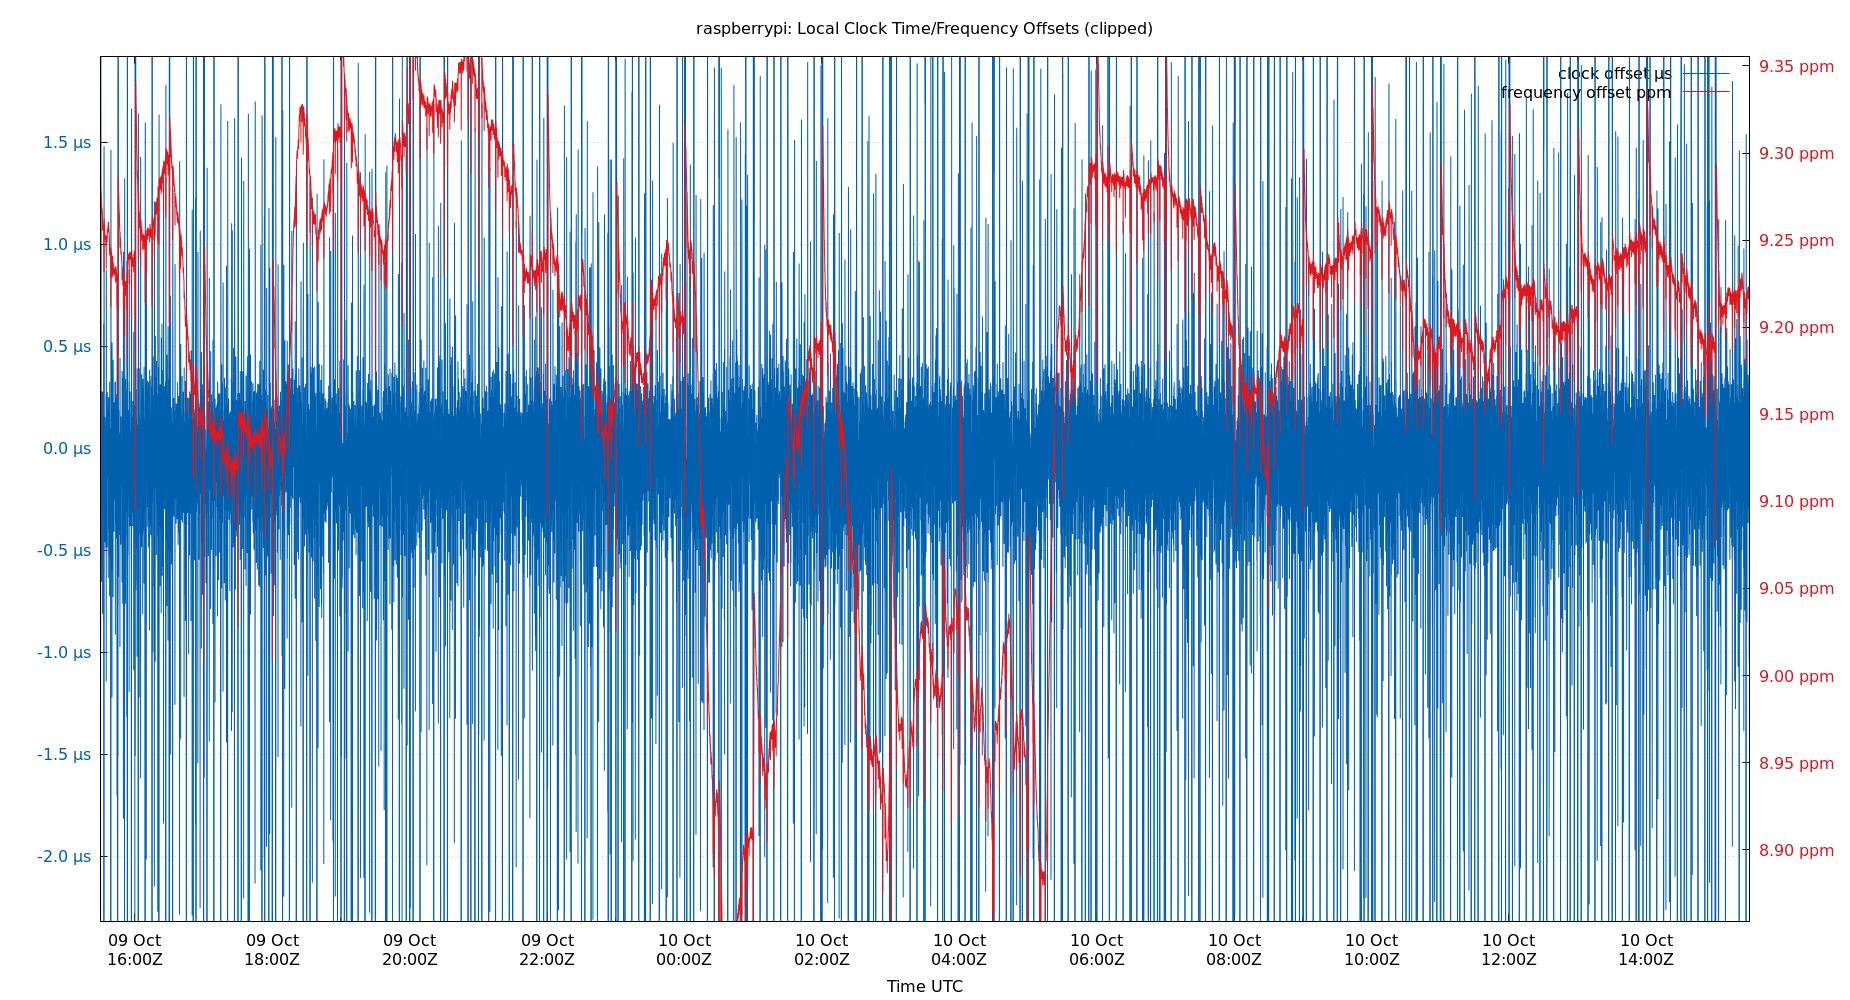 raspberrypi: Local Clock Time/Frequency Offsets (clipped)
clock offset µs
frequency offset ppm
1.5 µs
1.0 µs
0.5 µs
0.0 µs
-0.5 µs
-1.0 µs
-1.5 µs
-2.0 µs
9.35 ppm
9.30 ppm
9.25 ppm
9.20 ppm
9.15 ppm
9.10 ppm
9.05 ppm
9.00 ppm
8.95 ppm
8.90 ppm
09 Oct 09 Oct 09 Oct 09 Oct 10 Oct 10 Oct 10 Oct 10 Oct 10 Oct 10 Oct 10 Oct 10 Oct
16:00Z 18:00Z 20:00Z 22:00Z 00:00Z 02:00Z 04:00Z 06:00Z 08:00Z 10:00Z 12:00Z 14:00Z
Time UTC